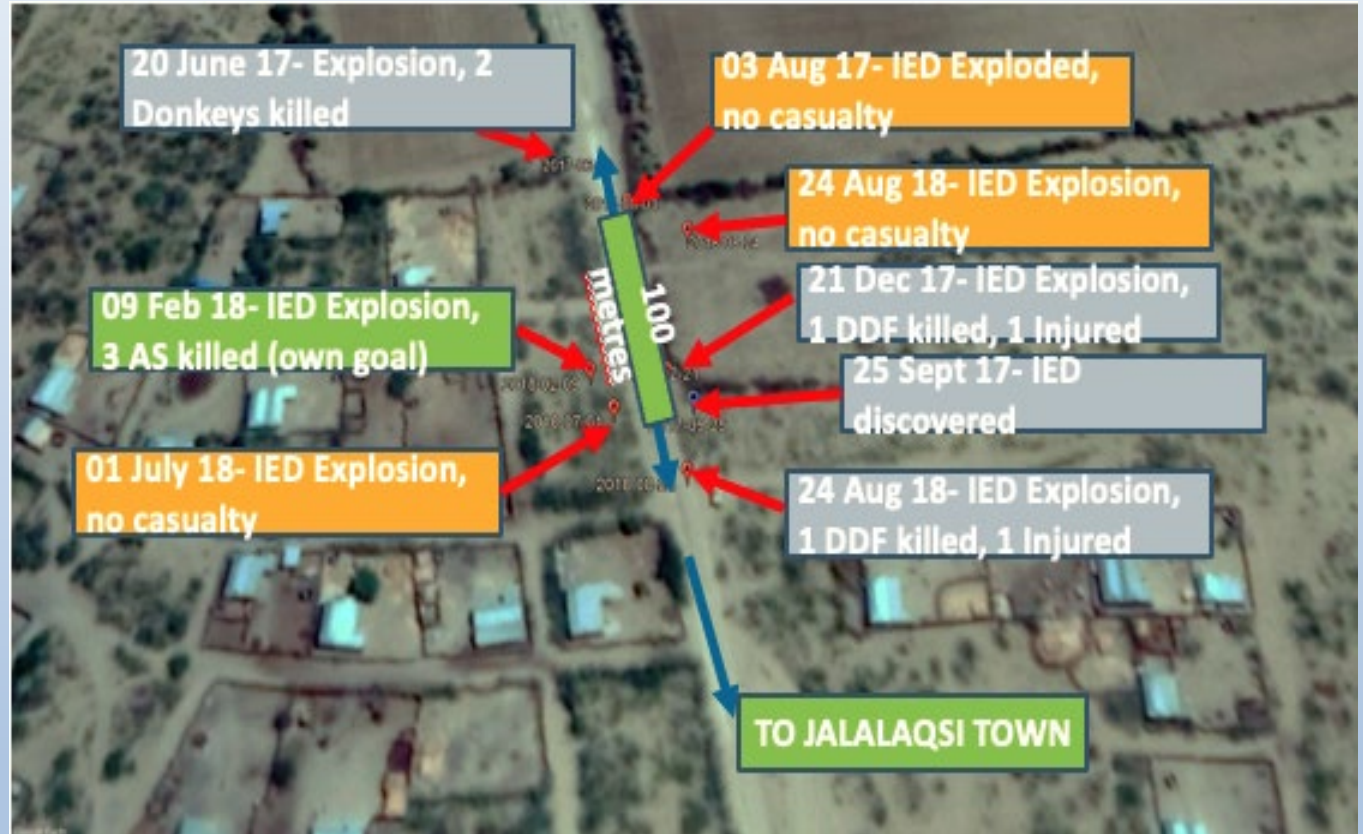 20 June 17- Explosion, 2
Donkeys killed
03 Aug 17- IED Exploded,
no casualty
24 Aug 18- IED Explosion,
no casualty
21 Dec 17- IED Explosion,
1 DDF killed, 1 Injured
09 Feb 18- IED Explosion,
3 AS killed (own goal)
100
metres
25 Sept 17- IED
discovered
01 July 18- IED Explosion,
no casualty
24 Aug 18- IED Explosion,
1 DDF killed, 1 Injured
TO JALALAQSI TOWN